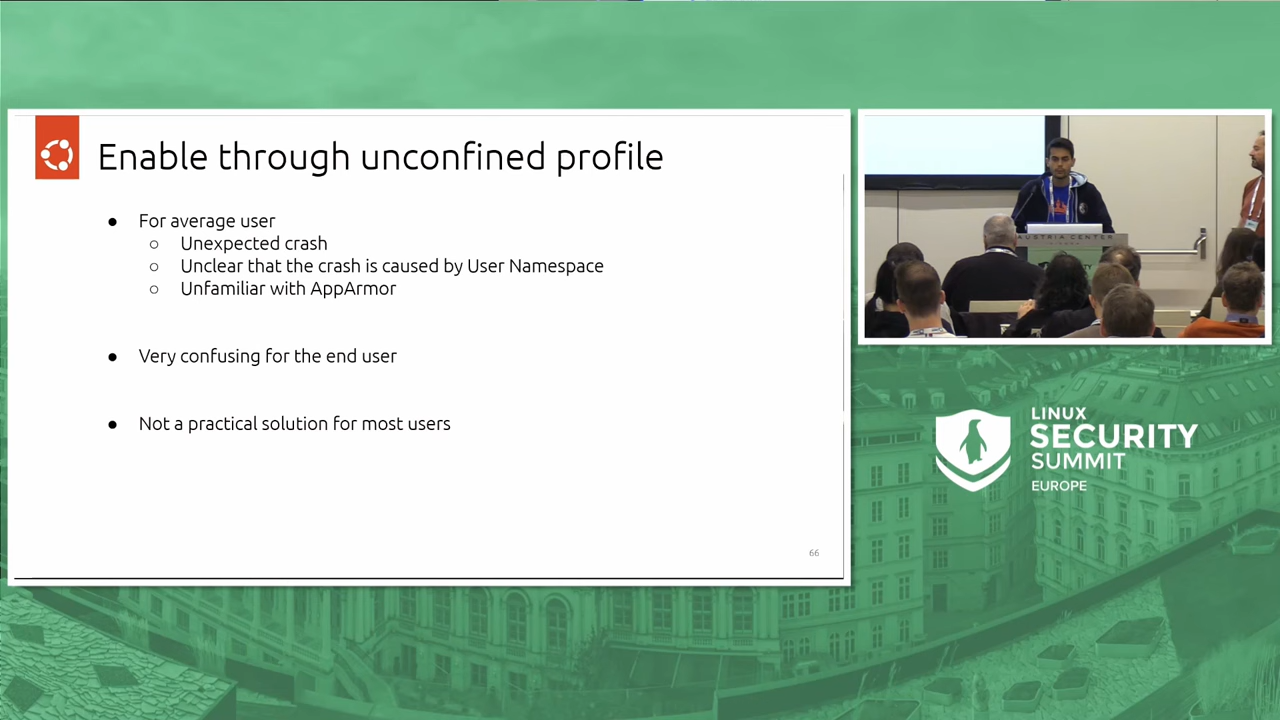 Enable through unconfined profile
● For average user
○ Unexpected crash
○ Unclear that the crash is caused by User Namespace
○ Unfamiliar with AppArmor
● Very confusing for the end user
● Not a practical solution for most users
66
AUSTRIA CENTER
LINUX
SECURITY
SUMMIT
EUROPE